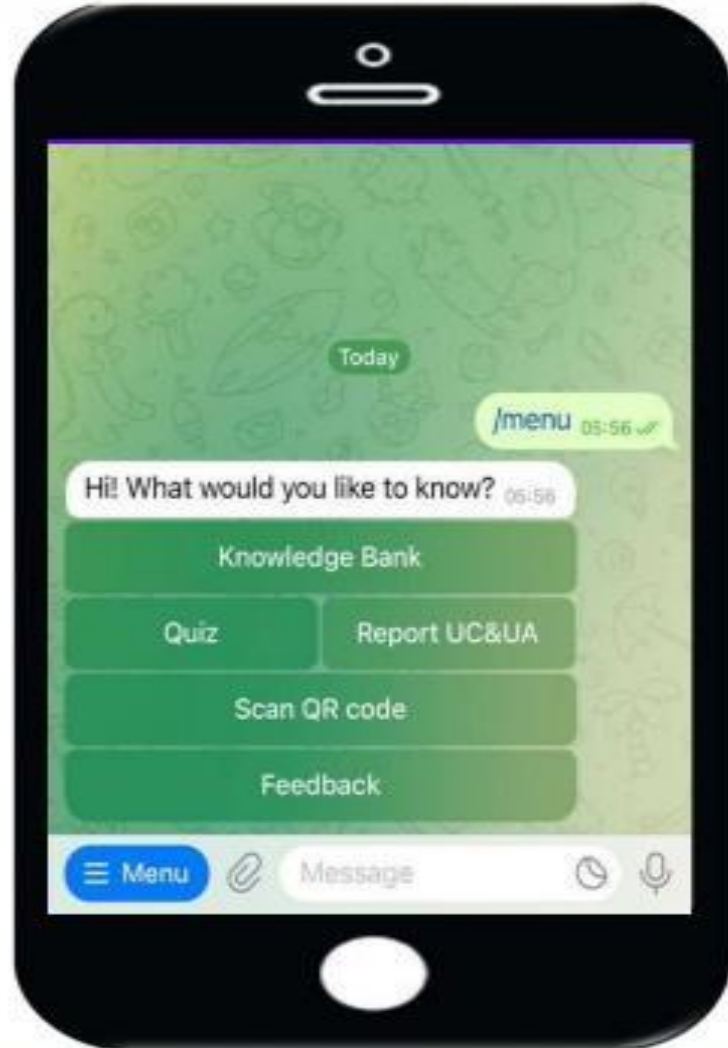 Today
/menu 05:56
Hi! What would you like to know? 05:56
Knowledge Bank
Quiz
Report UC&UA
Scan QR code
Feedback
Menu
Message